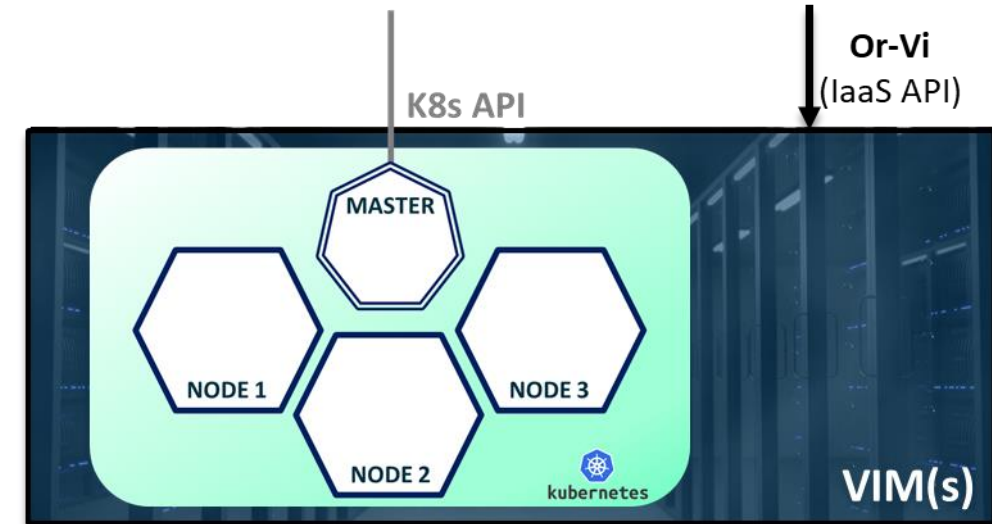 Or-Vi
(IaaS API)
K8s API
MASTER
NODE 1
NODE 3
NODE 2
kubernetes
VIM(s)